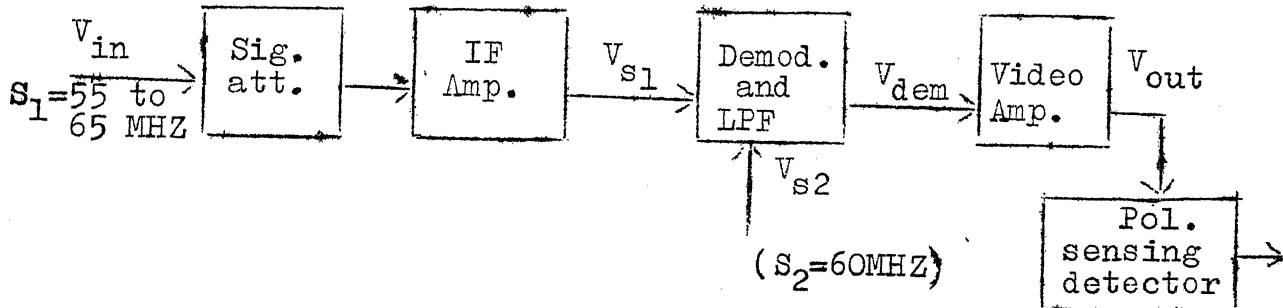 V_in
S_1=55 to
65 MHZ
Sig.
att.
IF
Amp.
V_s1
Demod.
and
LPF
V_s2
(S_2=60MHZ)
V_dem
Video
Amp.
V_out
Pol.
sensing
detector